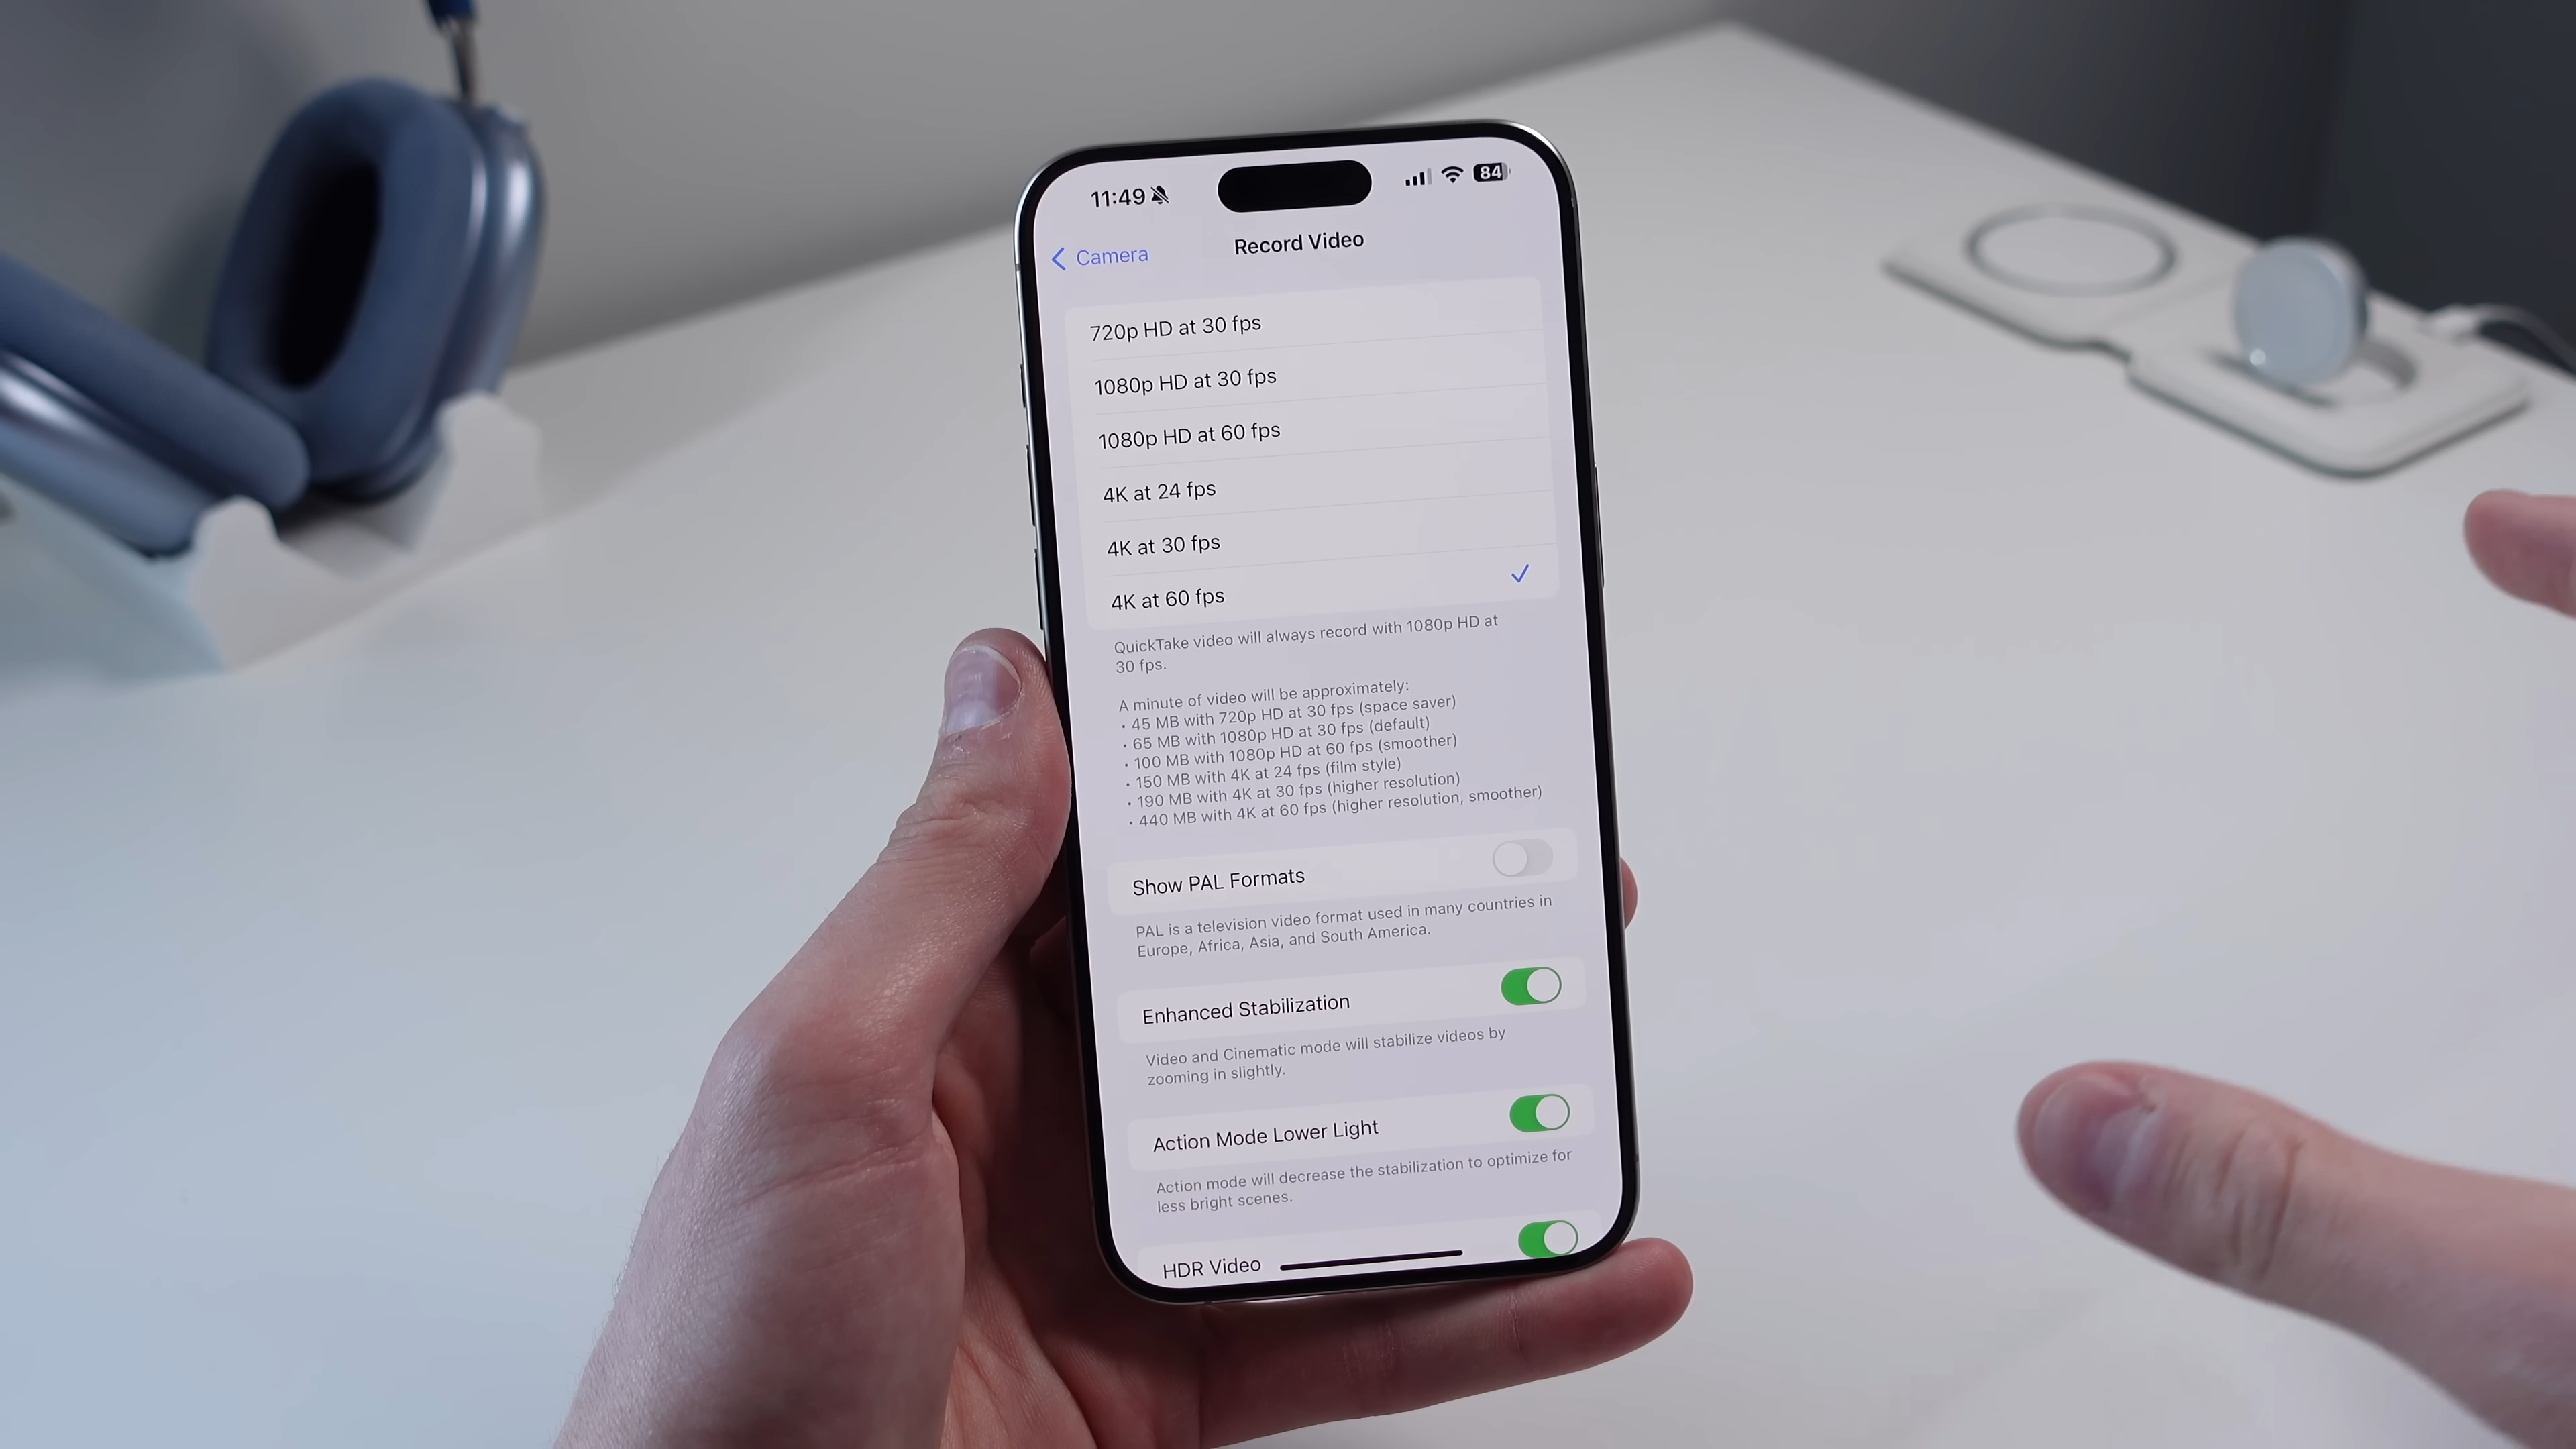 11:49
84
Camera
Record Video
720p HD at 30 fps
1080p HD at 30 fps
1080p HD at 60 fps
4K at 24 fps
4K at 30 fps
4K at 60 fps
QuickTake video will always record with 1080p HD at
30 fps.
A minute of video will be approximately:
• 45 MB with 720p HD at 30 fps (space saver)
• 65 MB with 1080p HD at 30 fps (default)
• 100 MB with 1080p HD at 60 fps (smoother)
• 150 MB with 4K at 24 fps (film style)
• 190 MB with 4K at 30 fps (higher resolution)
• 440 MB with 4K at 60 fps (higher resolution, smoother)
Show PAL Formats
PAL is a television video format used in many countries in
Europe, Africa, Asia, and South America.
Enhanced Stabilization
Video and Cinematic mode will stabilize videos by
zooming in slightly.
Action Mode Lower Light
Action mode will decrease the stabilization to optimize for
less bright scenes.
HDR Video